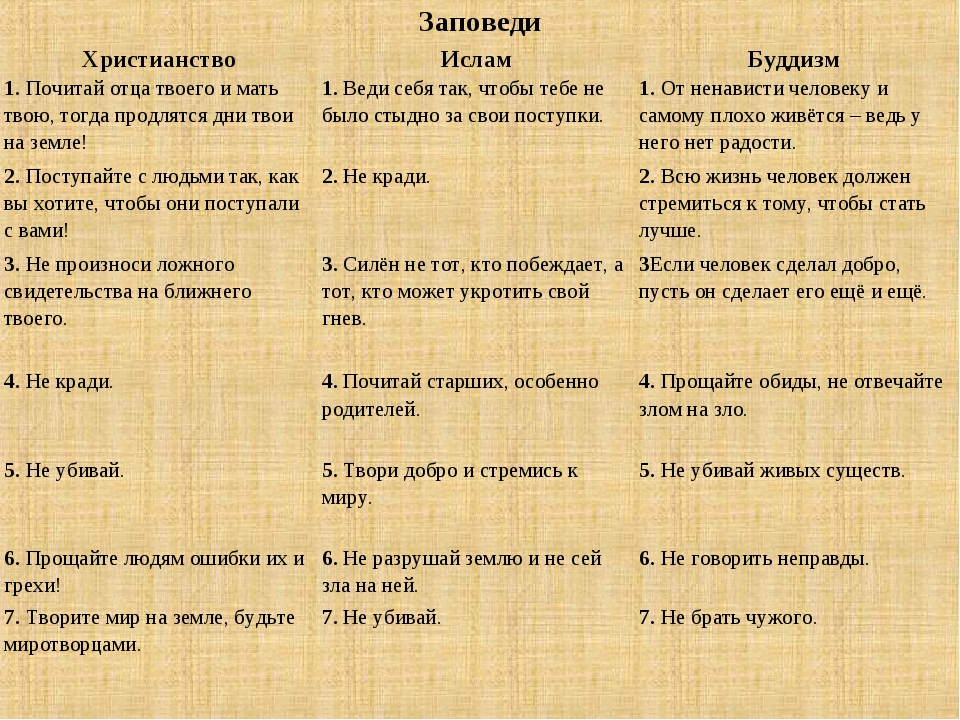 Заповеди
Христианство
Ислам
Буддизм
1. Почитай отца твоего и мать
твою, тогда продлятся дни твои
на земле!
1. Веди себя так, чтобы тебе не
было стыдно за свои поступки.
1. От ненависти человеку и
самому плохо живётся – ведь у
него нет радости.
2. Поступайте с людьми так, как
вы хотите, чтобы они поступали
с вами!
2. Не кради.
2. Всю жизнь человек должен
стремиться к тому, чтобы стать
лучше.
3. Не произноси ложного
свидетельства на ближнего
твоего.
3. Силён не тот, кто побеждает, а
тот, кто может укротить свой
гнев.
3Если человек сделал добро,
пусть он сделает его ещё и ещё.
4. Не кради.
4. Почитай старших, особенно
родителей.
4. Прощайте обиды, не отвечайте
злом на зло.
5. Не убивай.
5. Твори добро и стремись к
миру.
5. Не убивай живых существ.
6. Прощайте людям ошибки их и
грехи!
6. Не разрушай землю и не сей
зла на ней.
6. Не говорить неправды.
7. Творите мир на земле, будьте
миротворцами.
7. Не убивай.
7. Не брать чужого.